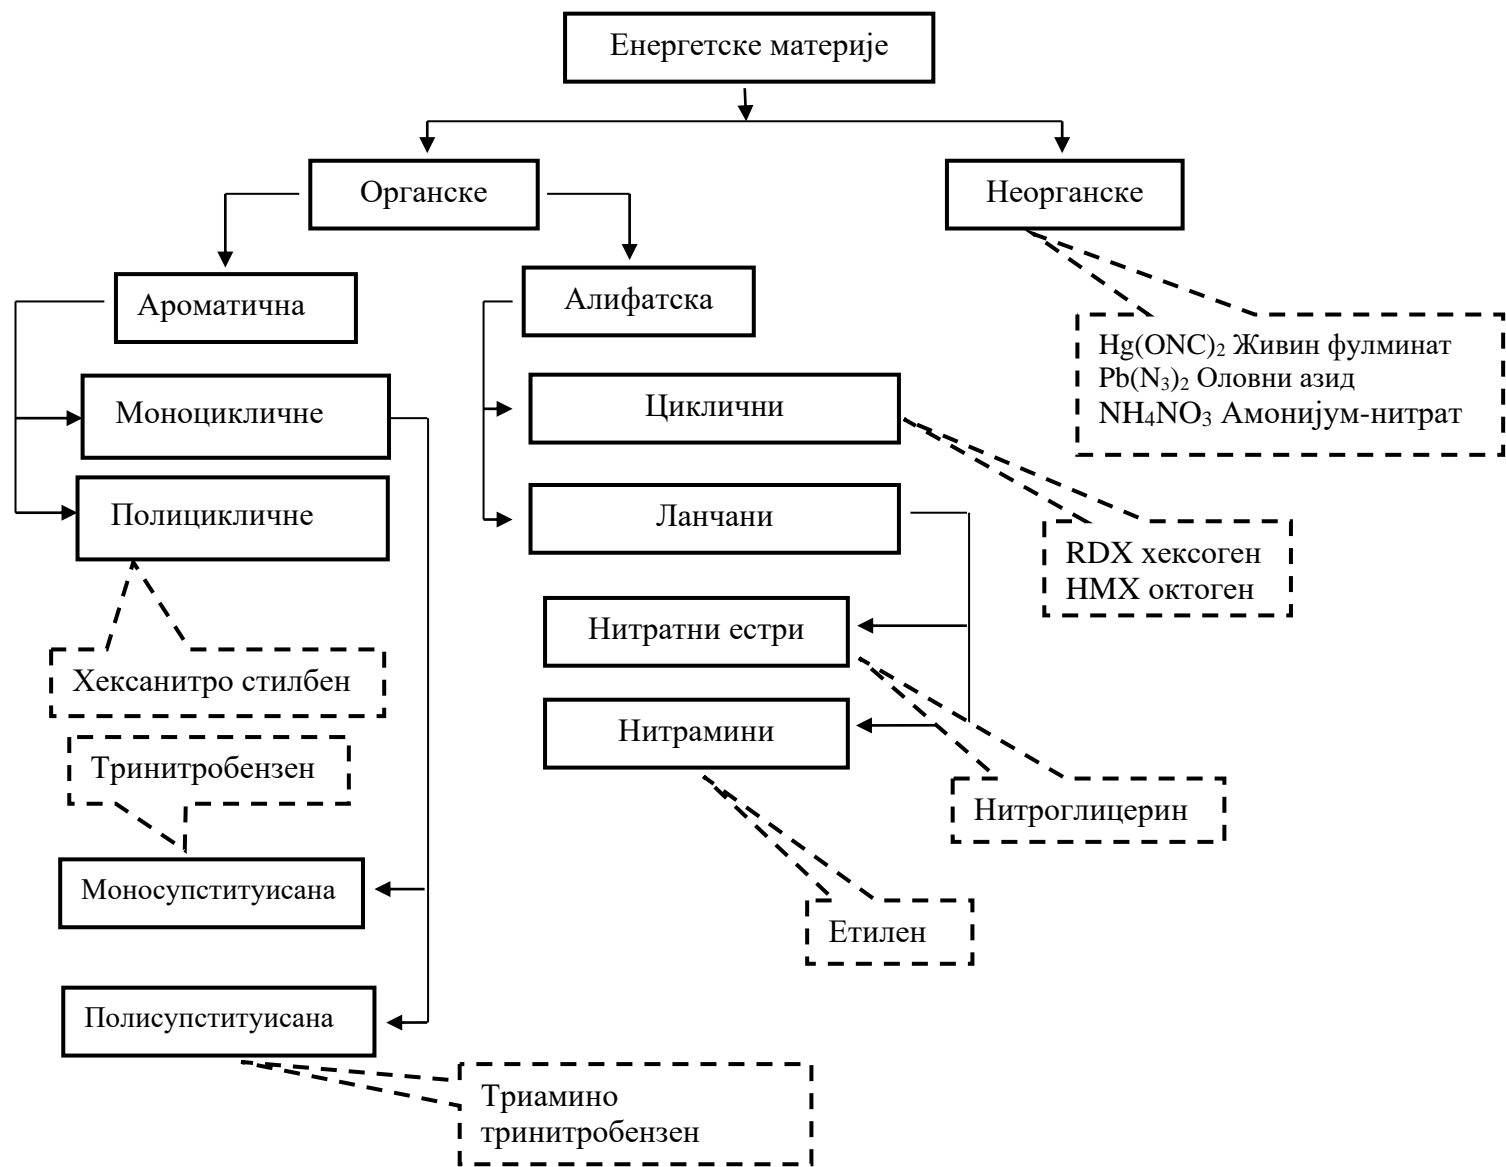 Енергетске материје
Органске
Неорганске
Ароматична
Алифатска
Hg(ONC)₂ Живин фулминат
Pb(N₃)₂ Оловни азид
NH₄NO₃ Амонијум-нитрат
Моноцикличне
Циклични
Полицикличне
Ланчани
RDX хексоген
HMX октоген
Нитратни естри
Хексанитро стилбен
Нитрамини
Тринитробензен
Нитроглицерин
Моносупституисана
Етилен
Полисупституисана
Триамино
тринитробензен